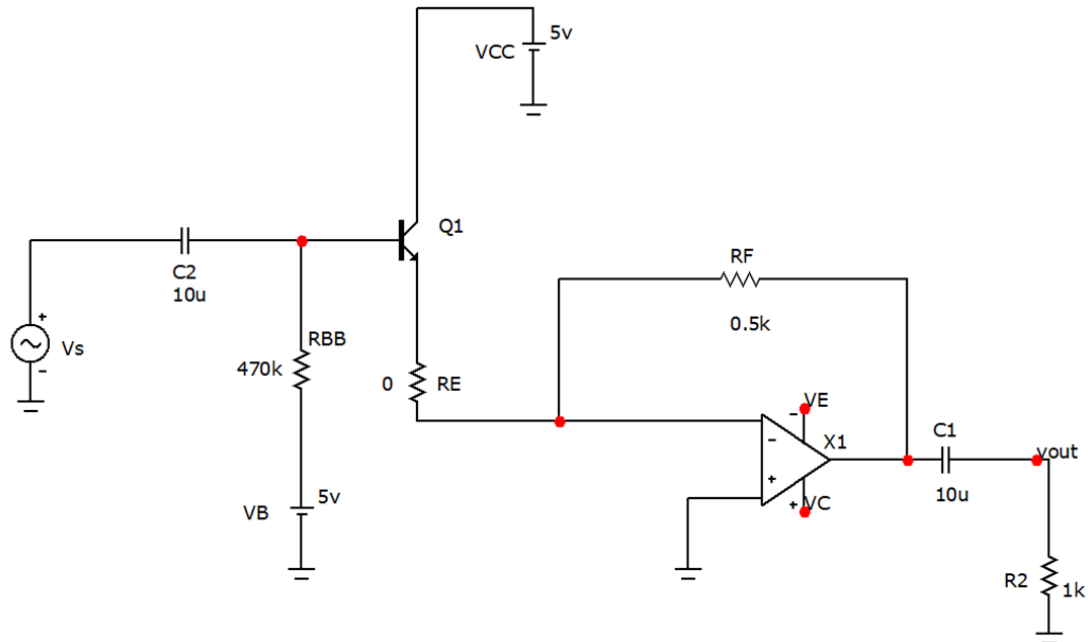 5v
VCC
Q1
C2
10u
RF
0.5k
+
Vs
-
RBB
470k
0 RE
- VE
-
X1
C1
vout
+
+ VC
10u
5v
VB
R2
1k